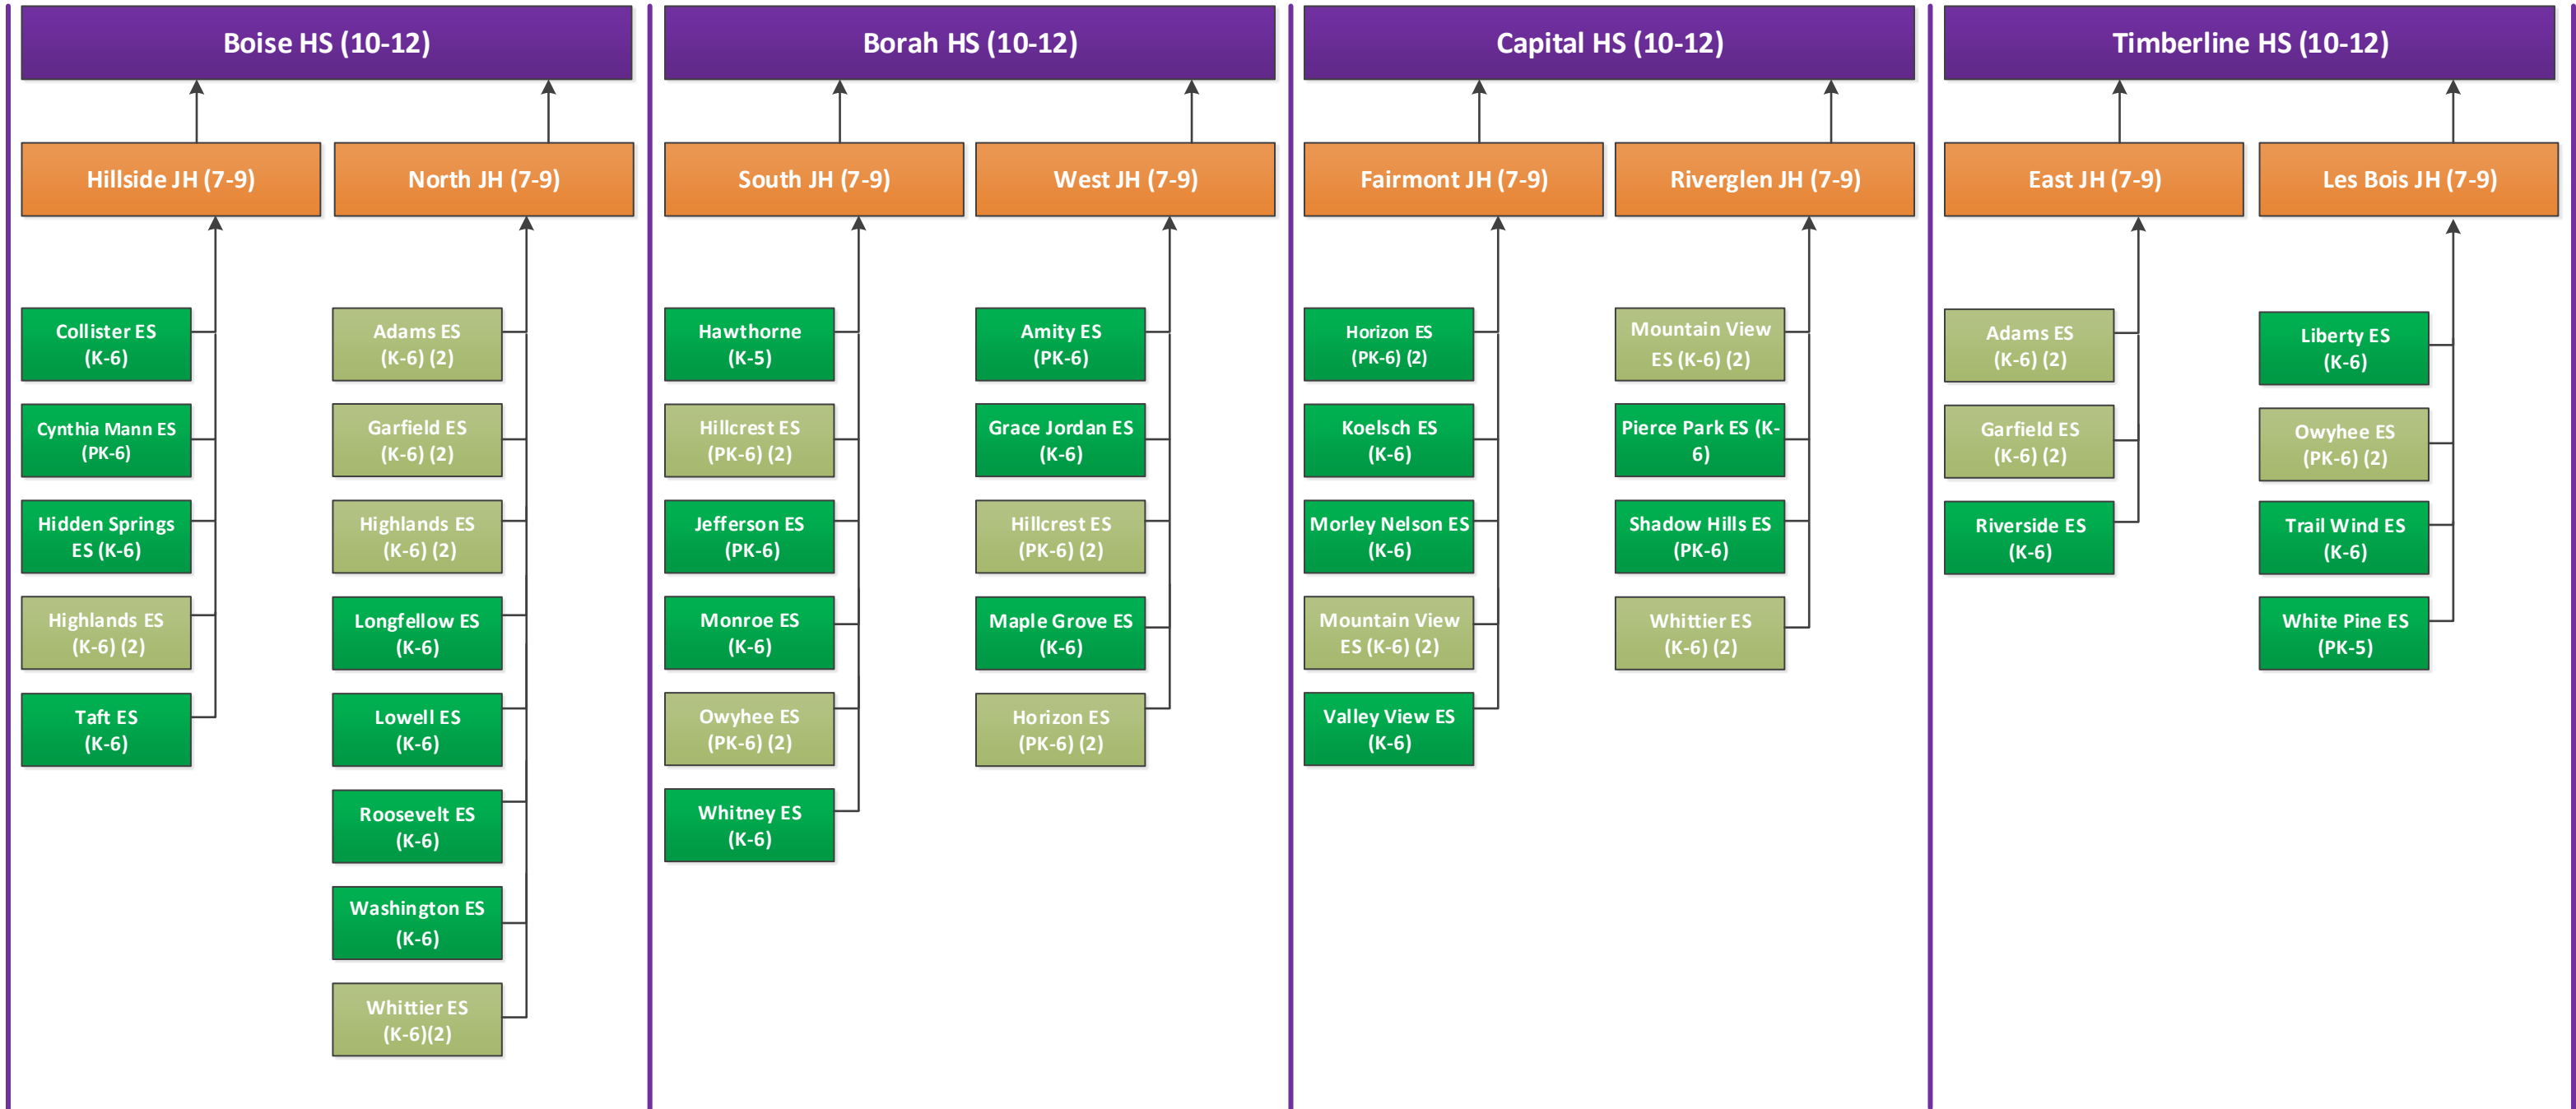 Boise HS (10-12)
Hillside JH (7-9)
North JH (7-9)
Collister ES
(K-6)
Cynthia Mann ES
(PK-6)
Hidden Springs
ES (K-6)
Highlands ES
(K-6) (2)
Taft ES
(K-6)
Adams ES
(K-6) (2)
Garfield ES
(K-6) (2)
Highlands ES
(K-6) (2)
Longfellow ES
(K-6)
Lowell ES
(K-6)
Roosevelt ES
(K-6)
Washington ES
(K-6)
Whittier ES
(K-6)(2)
Borah HS (10-12)
South JH (7-9)
West JH (7-9)
Hawthorne
(K-5)
Hillcrest ES
(PK-6) (2)
Jefferson ES
(PK-6)
Monroe ES
(K-6)
Owyhee ES
(PK-6) (2)
Whitney ES
(K-6)
Amity ES
(PK-6)
Grace Jordan ES
(K-6)
Hillcrest ES
(PK-6) (2)
Maple Grove ES
(K-6)
Horizon ES
(PK-6) (2)
Capital HS (10-12)
Fairmont JH (7-9)
Riverglen JH (7-9)
Horizon ES
(PK-6) (2)
Koelsch ES
(K-6)
Morley Nelson ES
(K-6)
Mountain View
ES (K-6) (2)
Valley View ES
(K-6)
Mountain View
ES (K-6) (2)
Pierce Park ES (K-
6)
Shadow Hills ES
(PK-6)
Whittier ES
(K-6) (2)
Timberline HS (10-12)
East JH (7-9)
Les Bois JH (7-9)
Adams ES
(K-6) (2)
Garfield ES
(K-6) (2)
Riverside ES
(K-6)
Liberty ES
(K-6)
Owyhee ES
(PK-6) (2)
Trail Wind ES
(K-6)
White Pine ES
(PK-5)